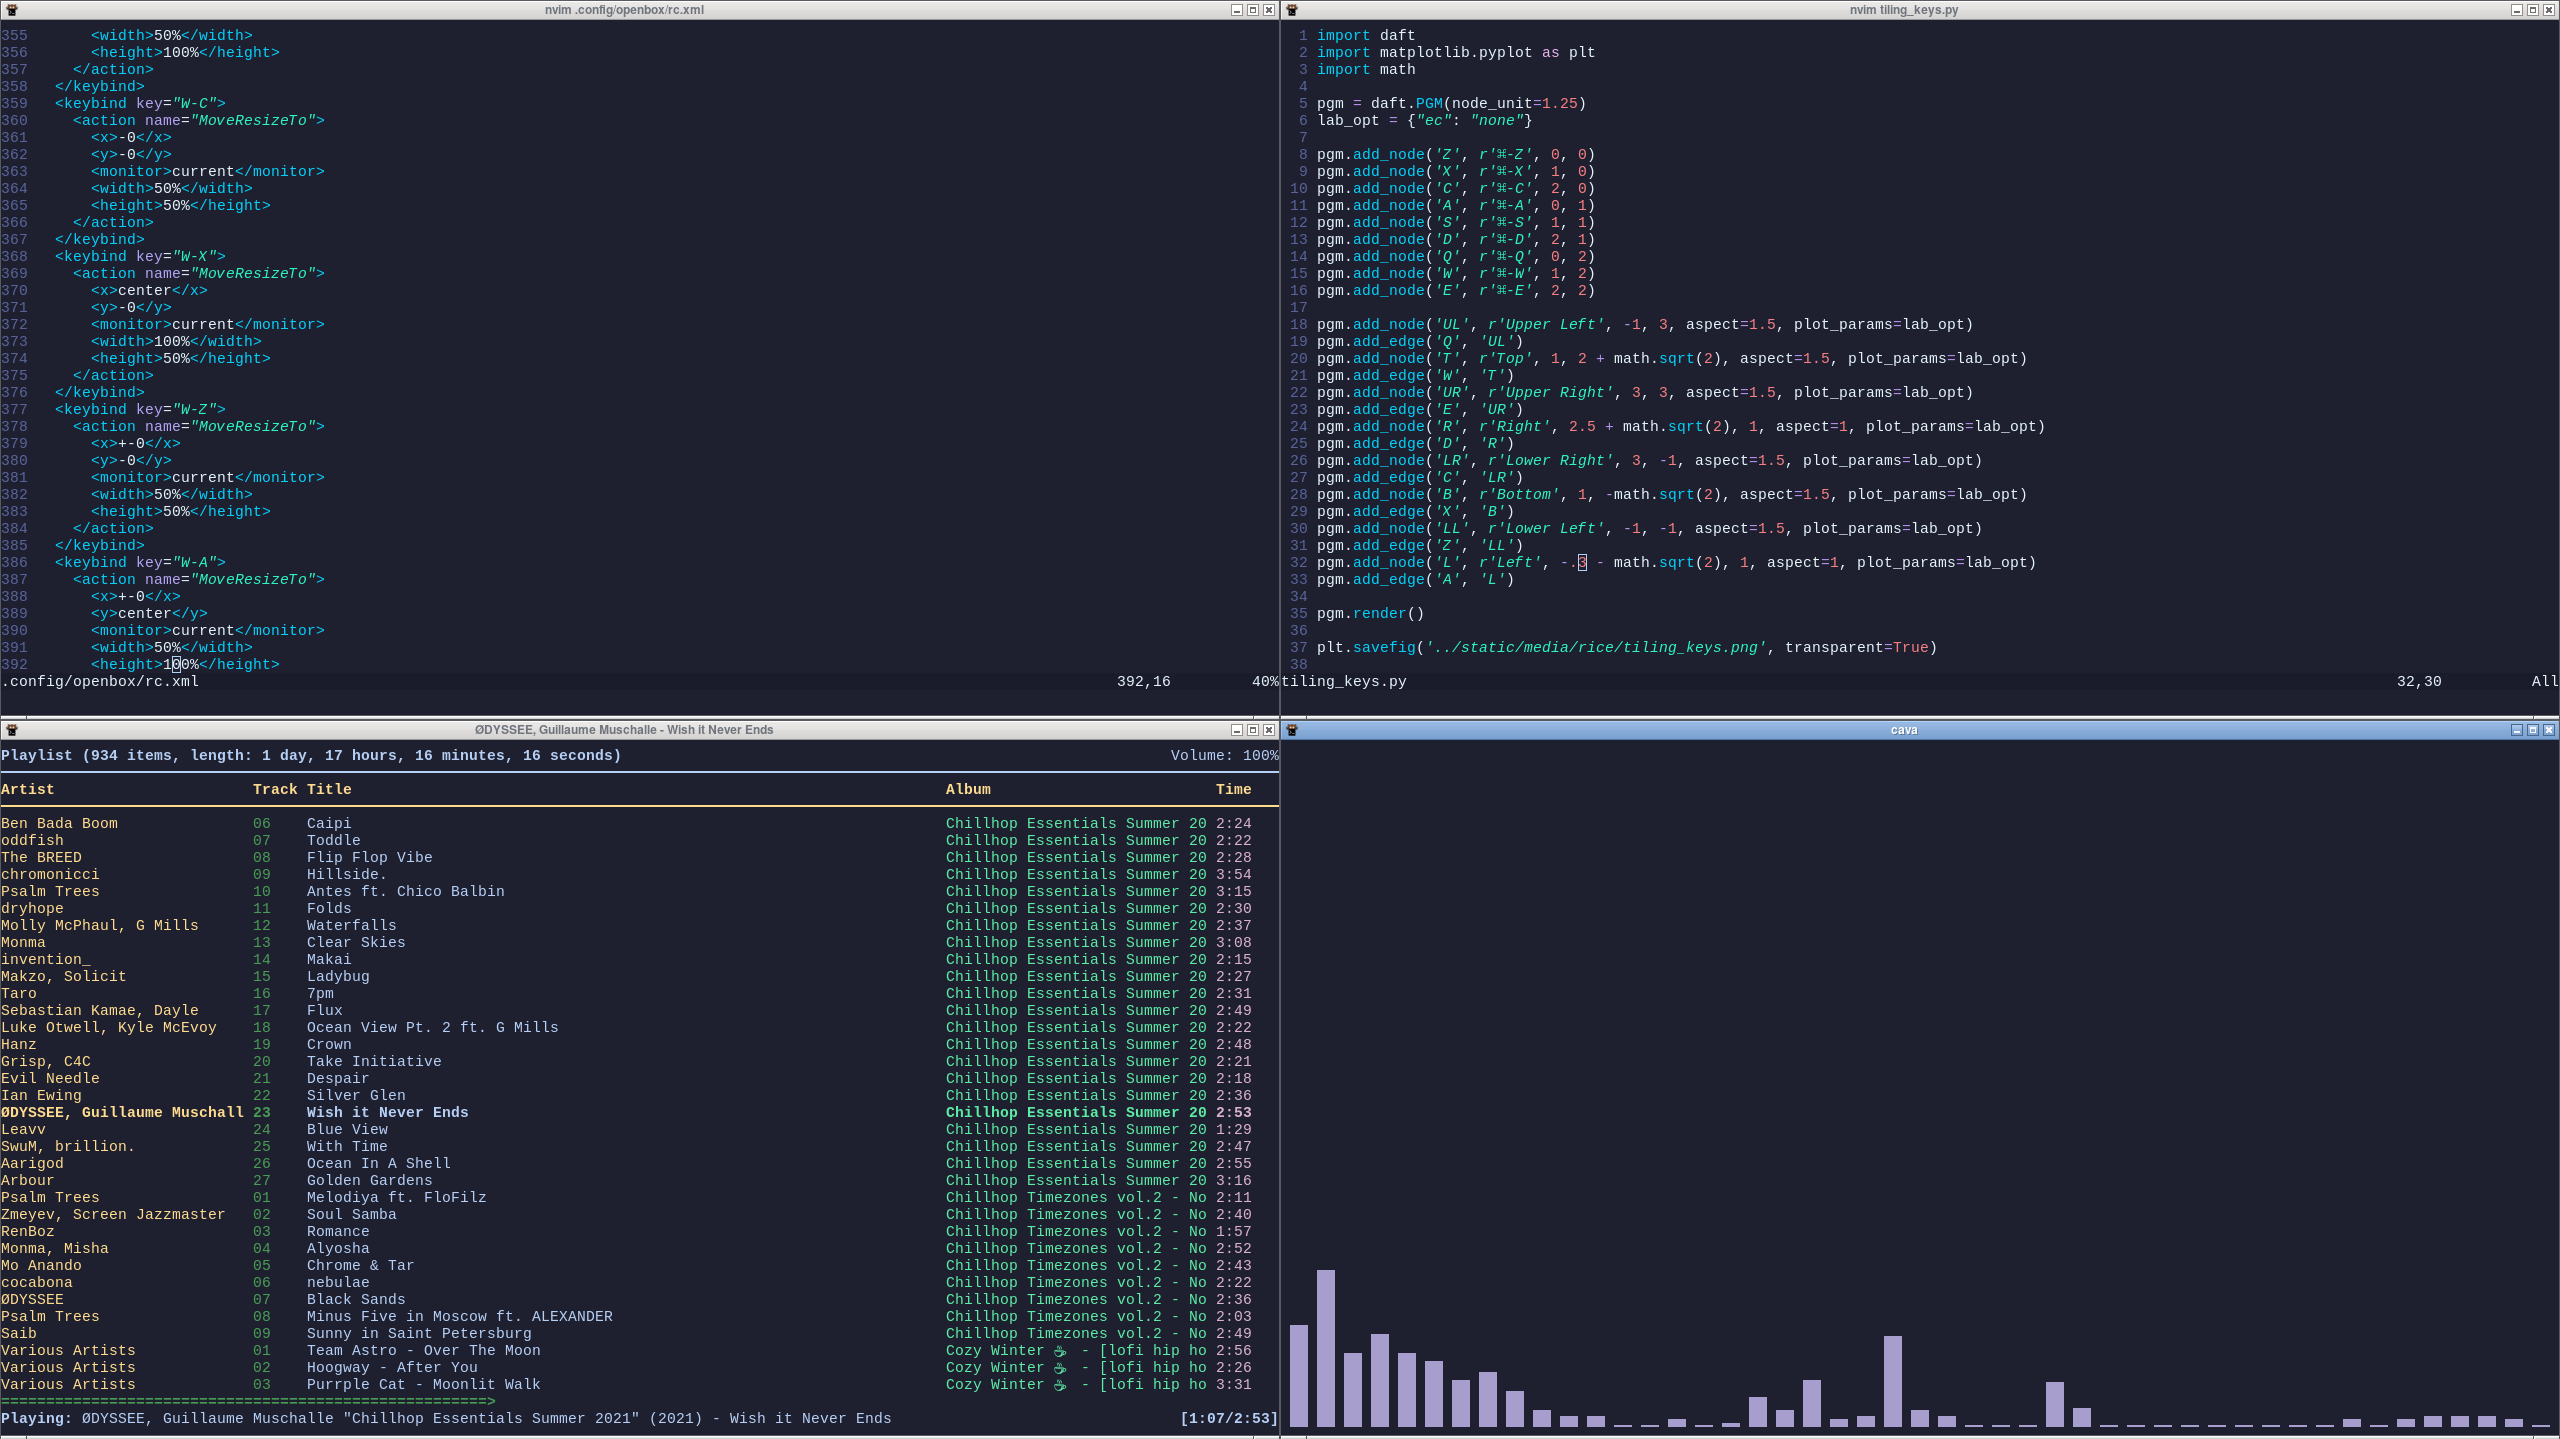 nvim .config/openbox/rc.xml
355       <width>50%</width>
356       <height>100%</height>
357     </action>
358   </keybind>
359   <keybind key="W-C">
360     <action name="MoveResizeTo">
361       <x>-0</x>
362       <y>-0</y>
363       <monitor>current</monitor>
364       <width>50%</width>
365       <height>50%</height>
366     </action>
367   </keybind>
368   <keybind key="W-X">
369     <action name="MoveResizeTo">
370       <x>center</x>
371       <y>-0</y>
372       <monitor>current</monitor>
373       <width>100%</width>
374       <height>50%</height>
375     </action>
376   </keybind>
377   <keybind key="W-Z">
378     <action name="MoveResizeTo">
379       <x>+-0</x>
380       <y>-0</y>
381       <monitor>current</monitor>
382       <width>50%</width>
383       <height>50%</height>
384     </action>
385   </keybind>
386   <keybind key="W-A">
387     <action name="MoveResizeTo">
388       <x>+-0</x>
389       <y>center</y>
390       <monitor>current</monitor>
391       <width>50%</width>
392       <height>100%</height>
.config/openbox/rc.xml 392,16 40%
nvim tiling_keys.py
1 import daft
2 import matplotlib.pyplot as plt
3 import math
4
5 pgm = daft.PGM(node_unit=1.25)
6 lab_opt = {"ec": "none"}
7
8 pgm.add_node('Z', r'⌘-Z', 0, 0)
9 pgm.add_node('X', r'⌘-X', 1, 0)
10 pgm.add_node('C', r'⌘-C', 2, 0)
11 pgm.add_node('A', r'⌘-A', 0, 1)
12 pgm.add_node('S', r'⌘-S', 1, 1)
13 pgm.add_node('D', r'⌘-D', 2, 1)
14 pgm.add_node('Q', r'⌘-Q', 0, 2)
15 pgm.add_node('W', r'⌘-W', 1, 2)
16 pgm.add_node('E', r'⌘-E', 2, 2)
17
18 pgm.add_node('UL', r'Upper Left', -1, 3, aspect=1.5, plot_params=lab_opt)
19 pgm.add_edge('Q', 'UL')
20 pgm.add_node('T', r'Top', 1, 2 + math.sqrt(2), aspect=1.5, plot_params=lab_opt)
21 pgm.add_edge('W', 'T')
22 pgm.add_node('UR', r'Upper Right', 3, 3, aspect=1.5, plot_params=lab_opt)
23 pgm.add_edge('E', 'UR')
24 pgm.add_node('R', r'Right', 2.5 + math.sqrt(2), 1, aspect=1, plot_params=lab_opt)
25 pgm.add_edge('D', 'R')
26 pgm.add_node('LR', r'Lower Right', 3, -1, aspect=1.5, plot_params=lab_opt)
27 pgm.add_edge('C', 'LR')
28 pgm.add_node('B', r'Bottom', 1, -math.sqrt(2), aspect=1.5, plot_params=lab_opt)
29 pgm.add_edge('X', 'B')
30 pgm.add_node('LL', r'Lower Left', -1, -1, aspect=1.5, plot_params=lab_opt)
31 pgm.add_edge('Z', 'LL')
32 pgm.add_node('L', r'Left', -.3 - math.sqrt(2), 1, aspect=1, plot_params=lab_opt)
33 pgm.add_edge('A', 'L')
34
35 pgm.render()
36
37 plt.savefig('../static/media/rice/tiling_keys.png', transparent=True)
38
tiling_keys.py 32,30 All
ØDYSSEE, Guillaume Muschalle - Wish it Never Ends
Playlist (934 items, length: 1 day, 17 hours, 16 minutes, 16 seconds) Volume: 100%
Artist Track Title Album Time
Ben Bada Boom 06 Caipi Chillhop Essentials Summer 20 2:24
oddfish 07 Toddle Chillhop Essentials Summer 20 2:22
The BREED 08 Flip Flop Vibe Chillhop Essentials Summer 20 2:28
chromonicci 09 Hillside. Chillhop Essentials Summer 20 3:54
Psalm Trees 10 Antes ft. Chico Balbin Chillhop Essentials Summer 20 3:15
dryhope 11 Folds Chillhop Essentials Summer 20 2:30
Molly McPhaul, G Mills 12 Waterfalls Chillhop Essentials Summer 20 2:37
Monma 13 Clear Skies Chillhop Essentials Summer 20 3:08
invention_ 14 Makai Chillhop Essentials Summer 20 2:15
Makzo, Solicit 15 Ladybug Chillhop Essentials Summer 20 2:27
Taro 16 7pm Chillhop Essentials Summer 20 2:31
Sebastian Kamae, Dayle 17 Flux Chillhop Essentials Summer 20 2:49
Luke Otwell, Kyle McEvoy 18 Ocean View Pt. 2 ft. G Mills Chillhop Essentials Summer 20 2:22
Hanz 19 Crown Chillhop Essentials Summer 20 2:48
Grisp, C4C 20 Take Initiative Chillhop Essentials Summer 20 2:21
Evil Needle 21 Despair Chillhop Essentials Summer 20 2:18
Ian Ewing 22 Silver Glen Chillhop Essentials Summer 20 2:36
ØDYSSEE, Guillaume Muschall 23 Wish it Never Ends Chillhop Essentials Summer 20 2:53
Leavv 24 Blue View Chillhop Essentials Summer 20 1:29
SwuM, brillion. 25 With Time Chillhop Essentials Summer 20 2:47
Aarigod 26 Ocean In A Shell Chillhop Essentials Summer 20 2:55
Arbour 27 Golden Gardens Chillhop Essentials Summer 20 3:16
Psalm Trees 01 Melodiya ft. FloFilz Chillhop Timezones vol.2 - No 2:11
Zmeyev, Screen Jazzmaster 02 Soul Samba Chillhop Timezones vol.2 - No 2:40
RenBoz 03 Romance Chillhop Timezones vol.2 - No 1:57
Monma, Misha 04 Alyosha Chillhop Timezones vol.2 - No 2:52
Mo Anando 05 Chrome & Tar Chillhop Timezones vol.2 - No 2:43
cocabona 06 nebulae Chillhop Timezones vol.2 - No 2:22
ØDYSSEE 07 Black Sands Chillhop Timezones vol.2 - No 2:36
Psalm Trees 08 Minus Five in Moscow ft. ALEXANDER Chillhop Timezones vol.2 - No 2:03
Saib 09 Sunny in Saint Petersburg Chillhop Timezones vol.2 - No 2:49
Various Artists 01 Team Astro - Over The Moon Cozy Winter ☕ - [lofi hip ho 2:56
Various Artists 02 Hoogway - After You Cozy Winter ☕ - [lofi hip ho 2:26
Various Artists 03 Purrple Cat - Moonlit Walk Cozy Winter ☕ - [lofi hip ho 3:31
======================================================>
Playing: ØDYSSEE, Guillaume Muschalle "Chillhop Essentials Summer 2021" (2021) - Wish it Never Ends [1:07/2:53]
cava